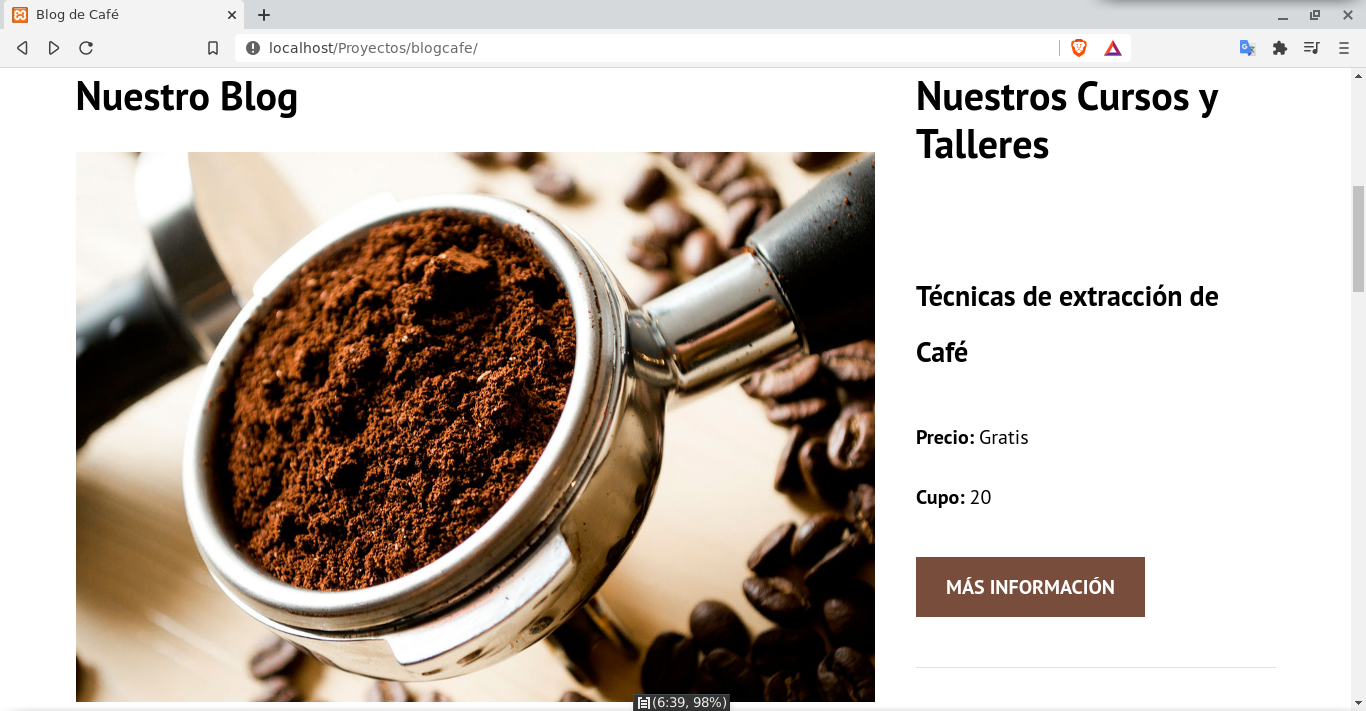 Blog de Café
localhost/Proyectos/blogcafe/
Nuestro Blog
Nuestros Cursos y
Talleres
Técnicas de extracción de
Café
Precio: Gratis
Cupo: 20
MÁS INFORMACIÓN
(6:39, 98%)